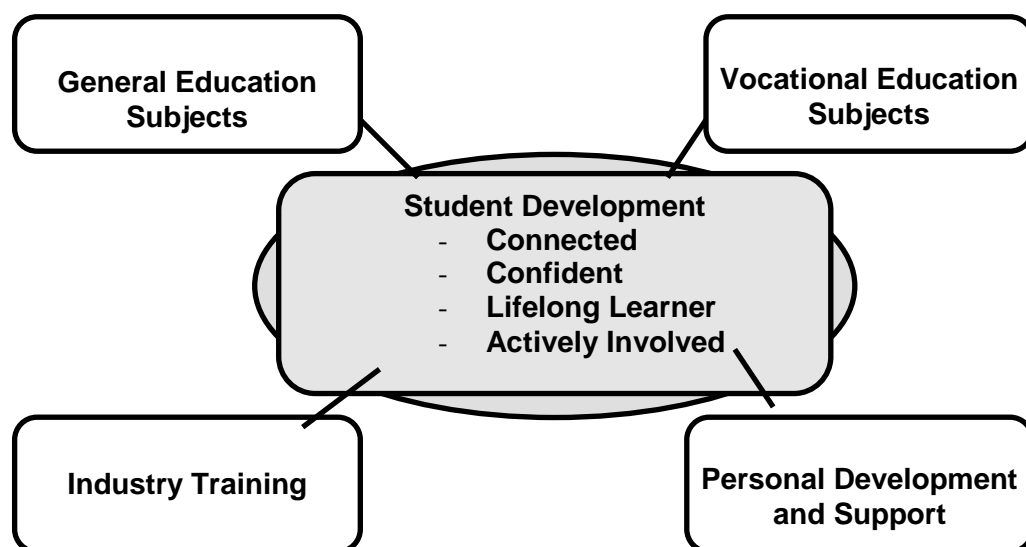 General Education
Subjects
Vocational Education
Subjects
Student Development
- Connected
- Confident
- Lifelong Learner
- Actively Involved
Industry Training
Personal Development
and Support